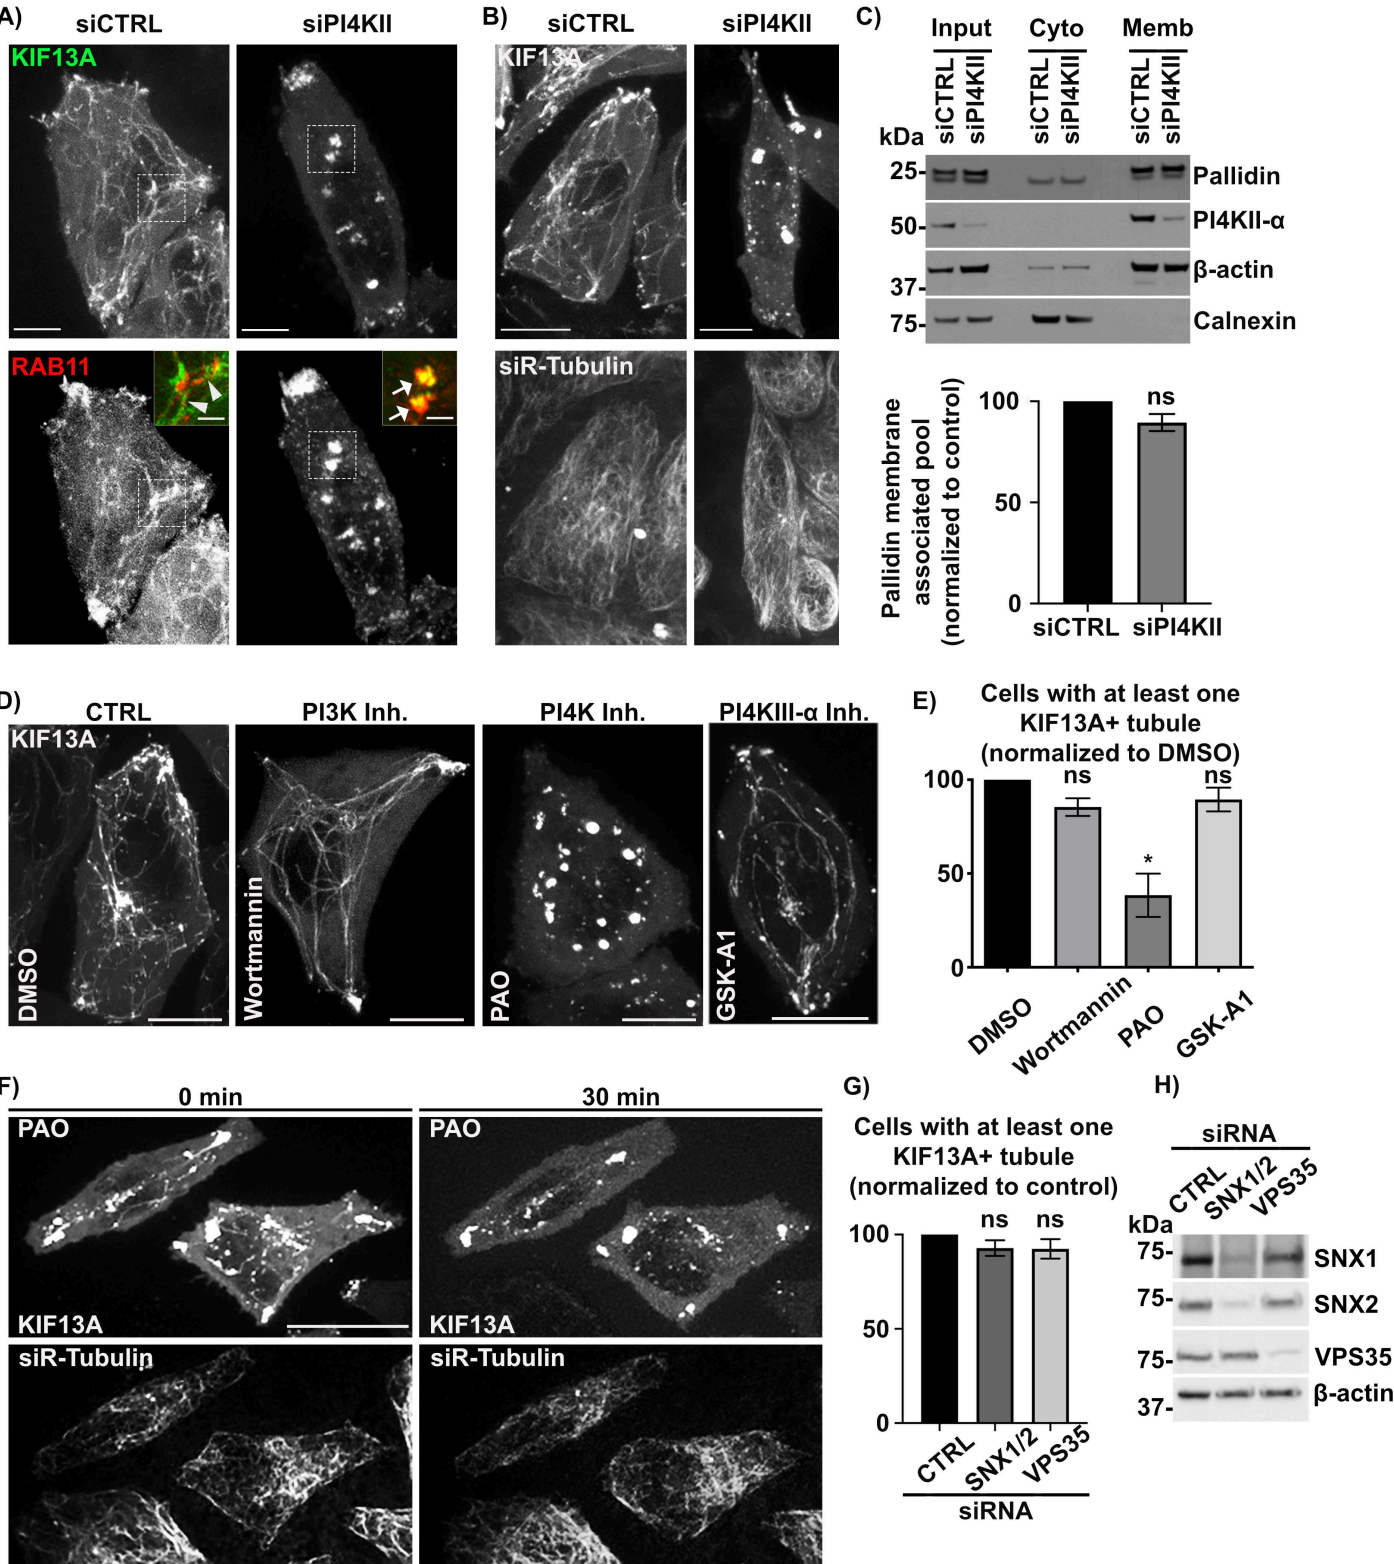 A)
siCTRL
siPI4KII
KIF13A
RAB11
B)
siCTRL
siPI4KII
KIF13A
siR-Tubulin
C)
Input
Cyto
Memb
siCTRL
siPI4KII
siCTRL
siPI4KII
siCTRL
siPI4KII
kDa
25-
Pallidin
50-
PI4KII-α
β-actin
37-
75-
Calnexin
Pallidin membrane
associated pool
(normalized to control)
100
ns
50
0
siCTRL
siPI4KII
D)
CTRL
PI3K Inh.
PI4K Inh.
PI4KIII-α Inh.
KIF13A
DMSO
Wortmannin
PAO
GSK-A1
E)
Cells with at least one
KIF13A+ tubule
(normalized to DMSO)
100
ns
ns
50
*
0
DMSO
Wortmannin
PAO
GSK-A1
F)
0 min
30 min
PAO
PAO
KIF13A
KIF13A
siR-Tubulin
siR-Tubulin
G)
Cells with at least one
KIF13A+ tubule
(normalized to control)
100
ns
ns
50
0
CTRL
SNX1/2
VPS35
siRNA
H)
siRNA
CTRL
SNX1/2
VPS35
kDa
75-
SNX1
75-
SNX2
75-
VPS35
β-actin
37-